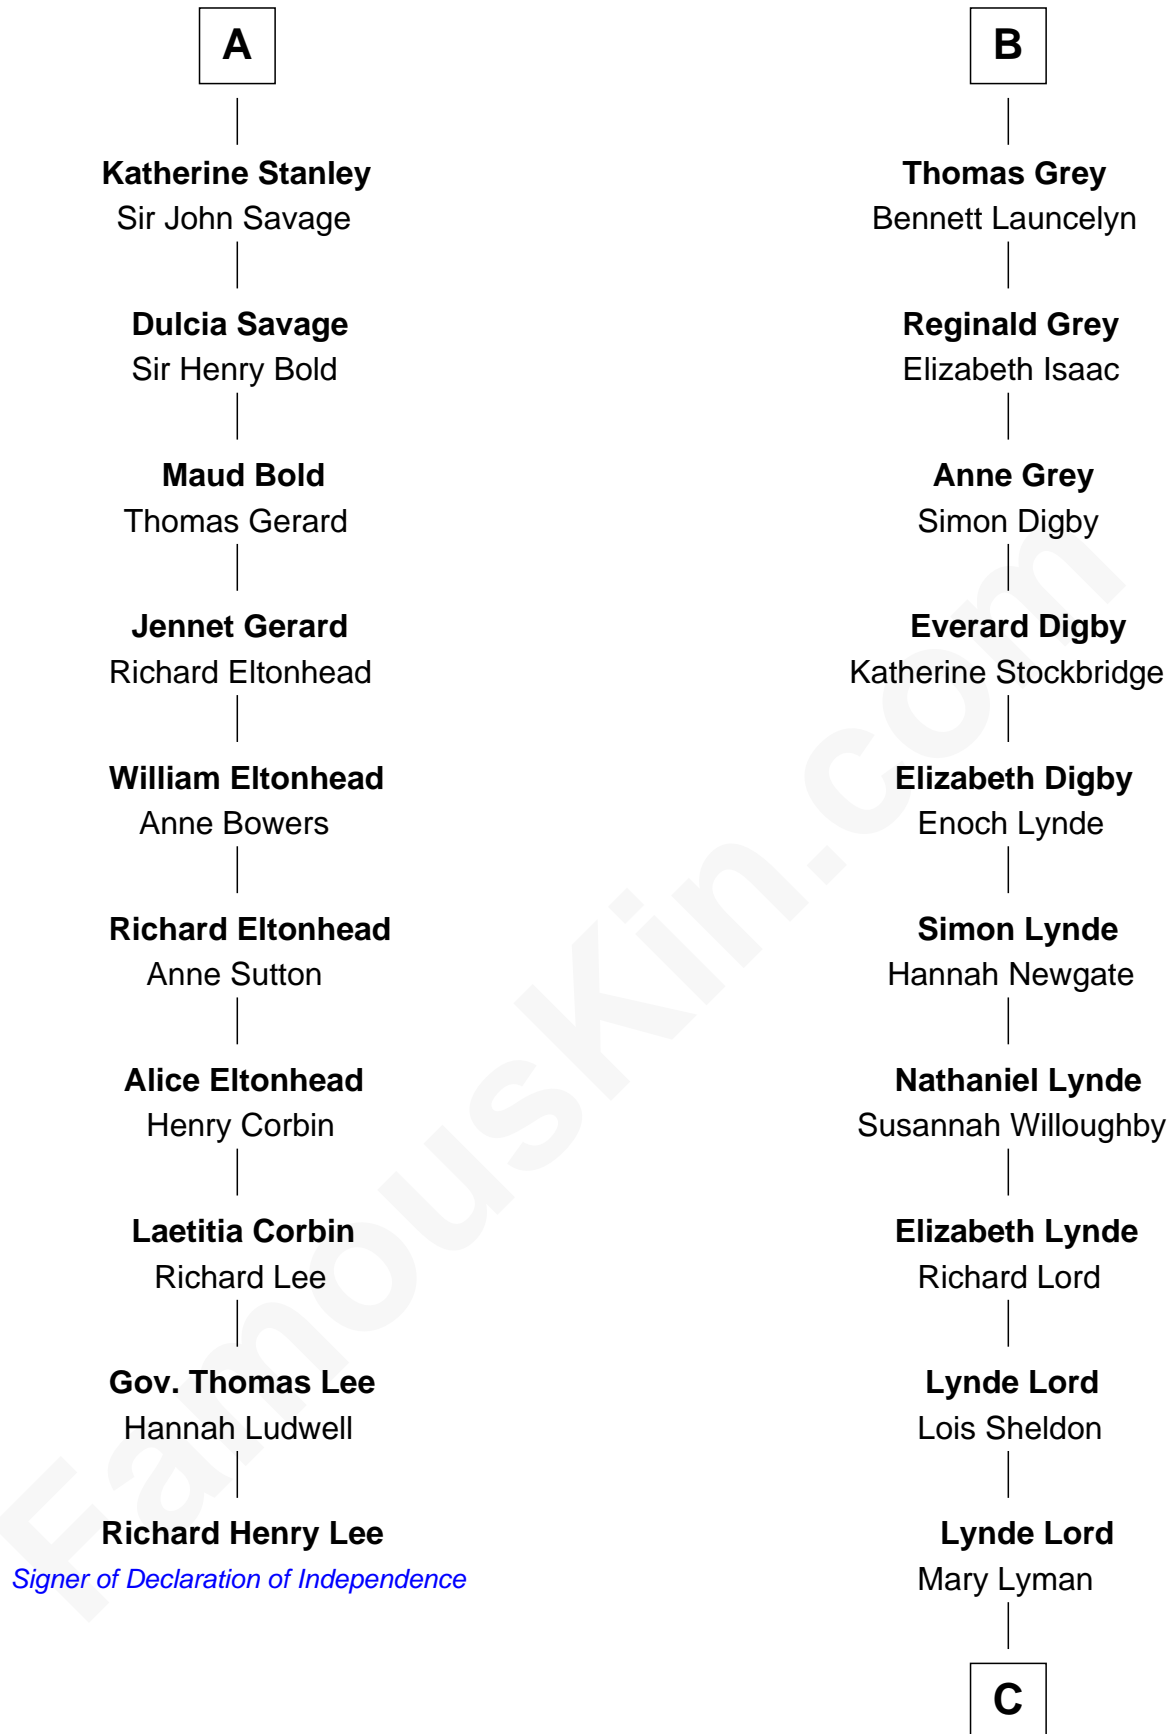 A
Katherine Stanley
Sir John Savage
Dulcia Savage
Sir Henry Bold
Maud Bold
Thomas Gerard
Jennet Gerard
Richard Eltonhead
William Eltonhead
Anne Bowers
Richard Eltonhead
Anne Sutton
Alice Eltonhead
Henry Corbin
Laetitia Corbin
Richard Lee
Gov. Thomas Lee
Hannah Ludwell
Richard Henry Lee
Signer of Declaration of Independence
B
Thomas Grey
Bennett Launcelyn
Reginald Grey
Elizabeth Isaac
Anne Grey
Simon Digby
Everard Digby
Katherine Stockbridge
Elizabeth Digby
Enoch Lynde
Simon Lynde
Hannah Newgate
Nathaniel Lynde
Susannah Willoughby
Elizabeth Lynde
Richard Lord
Lynde Lord
Lois Sheldon
Lynde Lord
Mary Lyman
C
FamousKin.com